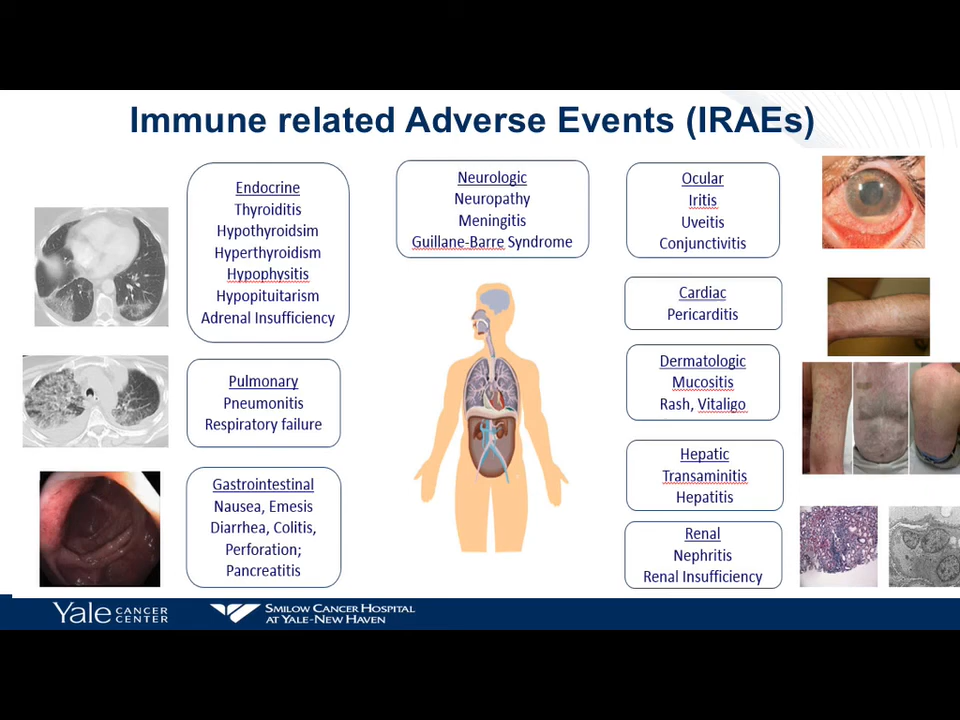 Immune related Adverse Events (IRAEs)
Endocrine
Thyroiditis
Hypothyroidsim
Hyperthyroidism
Hypophysitis
Hypopituitarism
Adrenal Insufficiency
Pulmonary
Pneumonitis
Respiratory failure
Gastrointestinal
Nausea, Emesis
Diarrhea, Colitis,
Perforation;
Pancreatitis
Neurologic
Neuropathy
Meningitis
Guillane-Barre Syndrome
Ocular
Iritis
Uveitis
Conjunctivitis
Cardiac
Pericarditis
Dermatologic
Mucositis
Rash, Vitaligo
Hepatic
Transaminitis
Hepatitis
Renal
Nephritis
Renal Insufficiency
Yale CANCER CENTER
SMILOW CANCER HOSPITAL
AT YALE-NEW HAVEN